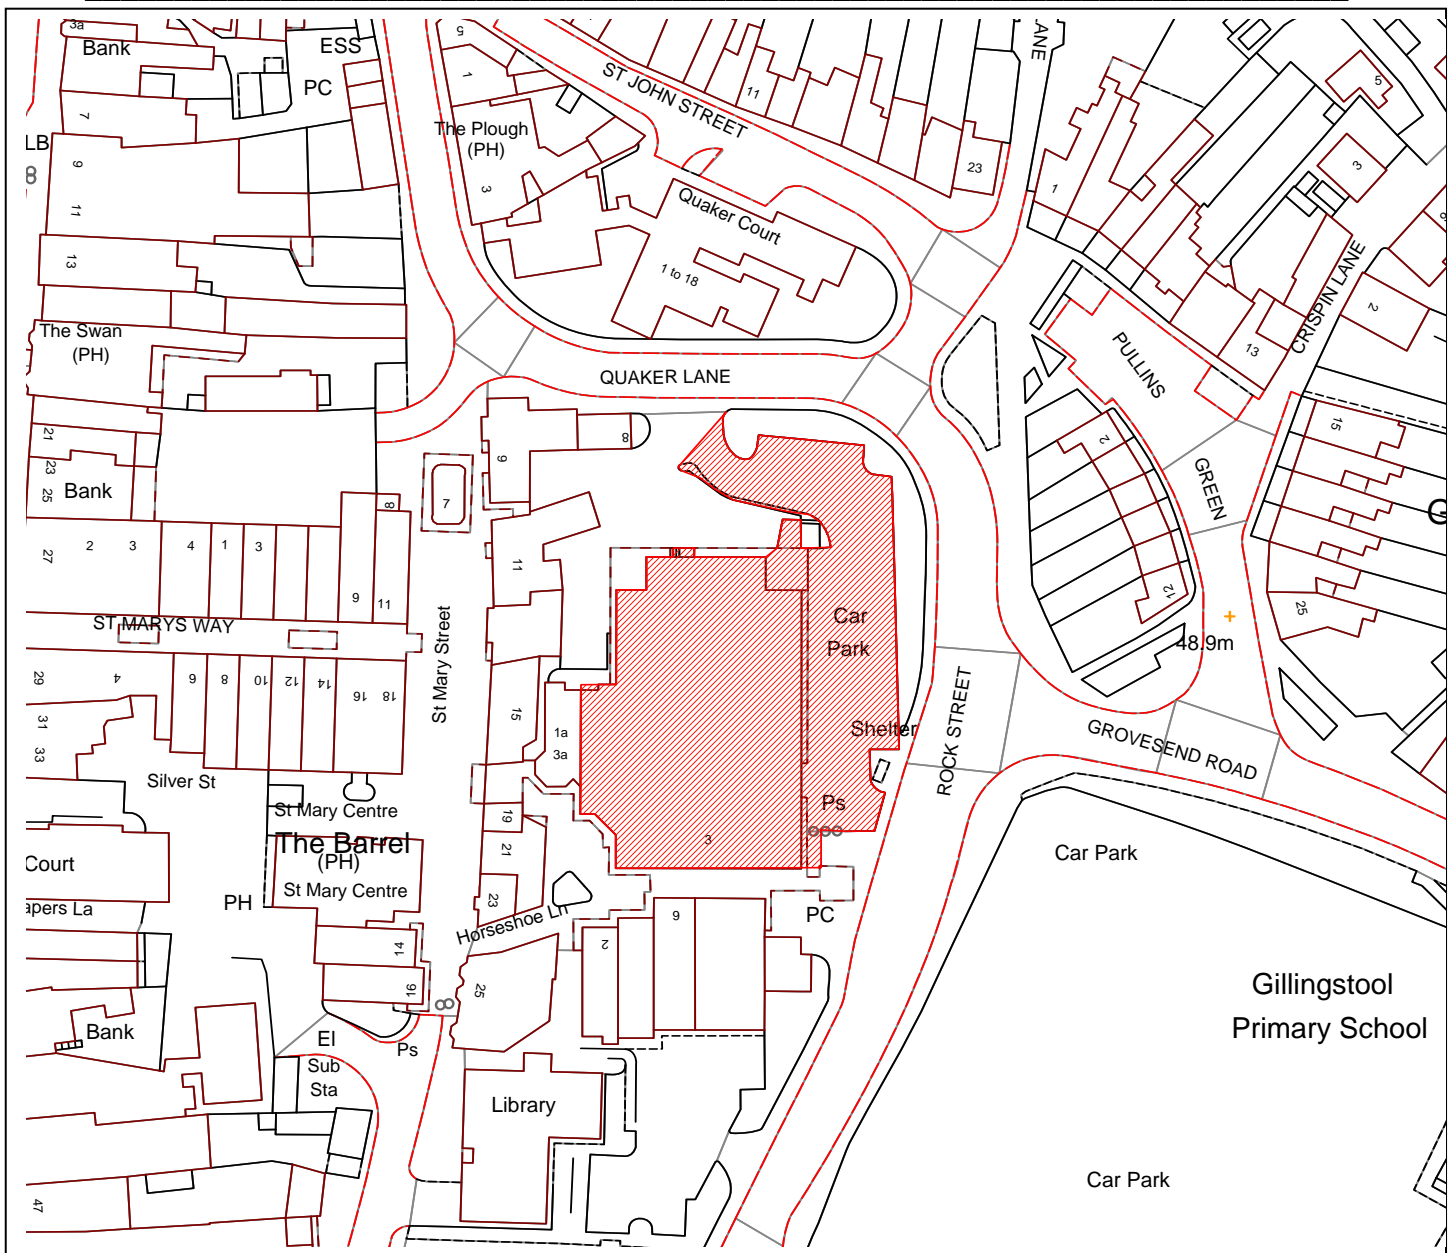 3a
Bank
ESS
PC
5
1
7
The Plough
(PH)
3
ST JOHN STREET
11
23
ANE
1
5
3
LB
9
11
13
Quaker Court
1 to 18
CRISPIN LANE
2
PULLINS
13
The Swan
(PH)
QUAKER LANE
21
23
25
Bank
9
8
7
8
2
15
GREEN
G
27
2
3
4
1
3
9
11
11
12
25
ST MARYS WAY
St Mary Street
Car
Park
48.9m
29
4
6
8
10
12
14
16
18
31
33
15
1a
3a
Shelter
ROCK STREET
GROVESEND ROAD
Silver St
St Mary Centre
The Barrel
(PH)
St Mary Centre
Court
19
21
23
3
Ps
Car Park
PH
apers La
Horseshoe Ln
PC
9
2
14
16
25
Bank
El
Sub
Sta
Ps
Library
Gillingstool
Primary School
Car Park
47